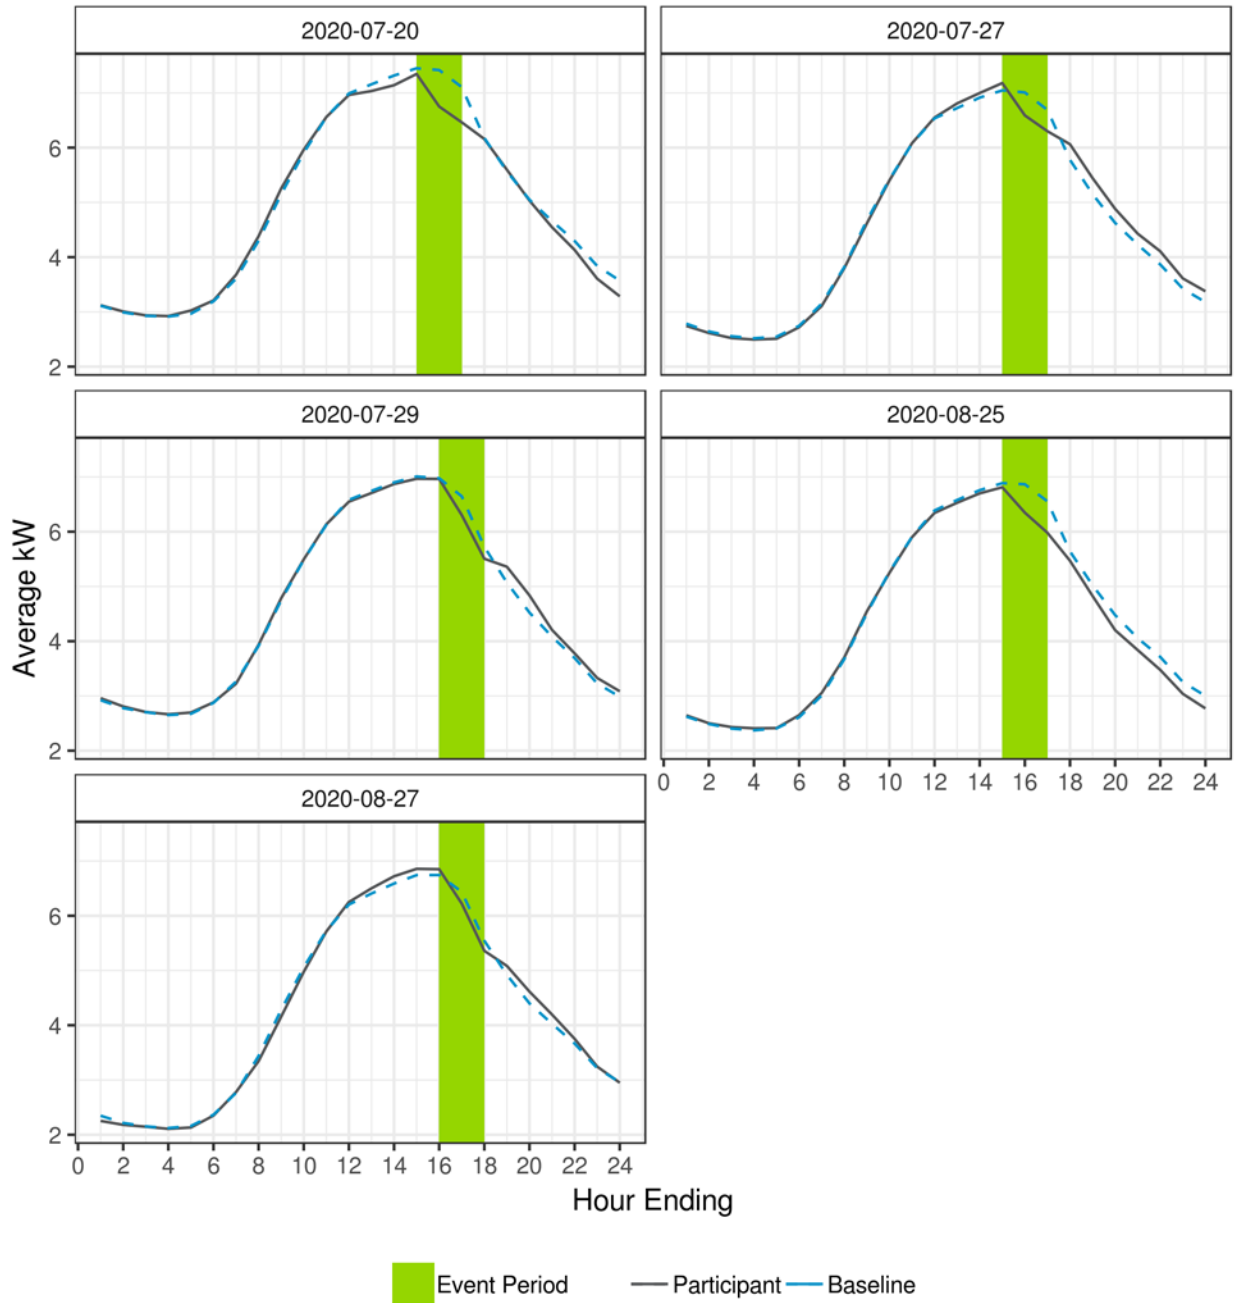 2020-07-20
2020-07-27
6
4
2
2020-07-29
2020-08-25
6
4
2
0 2 4 6 8 10 12 14 16 18 20 22 24
2020-08-27
6
4
2
0 2 4 6 8 10 12 14 16 18 20 22 24
Average kW
Hour Ending
Event Period Participant Baseline